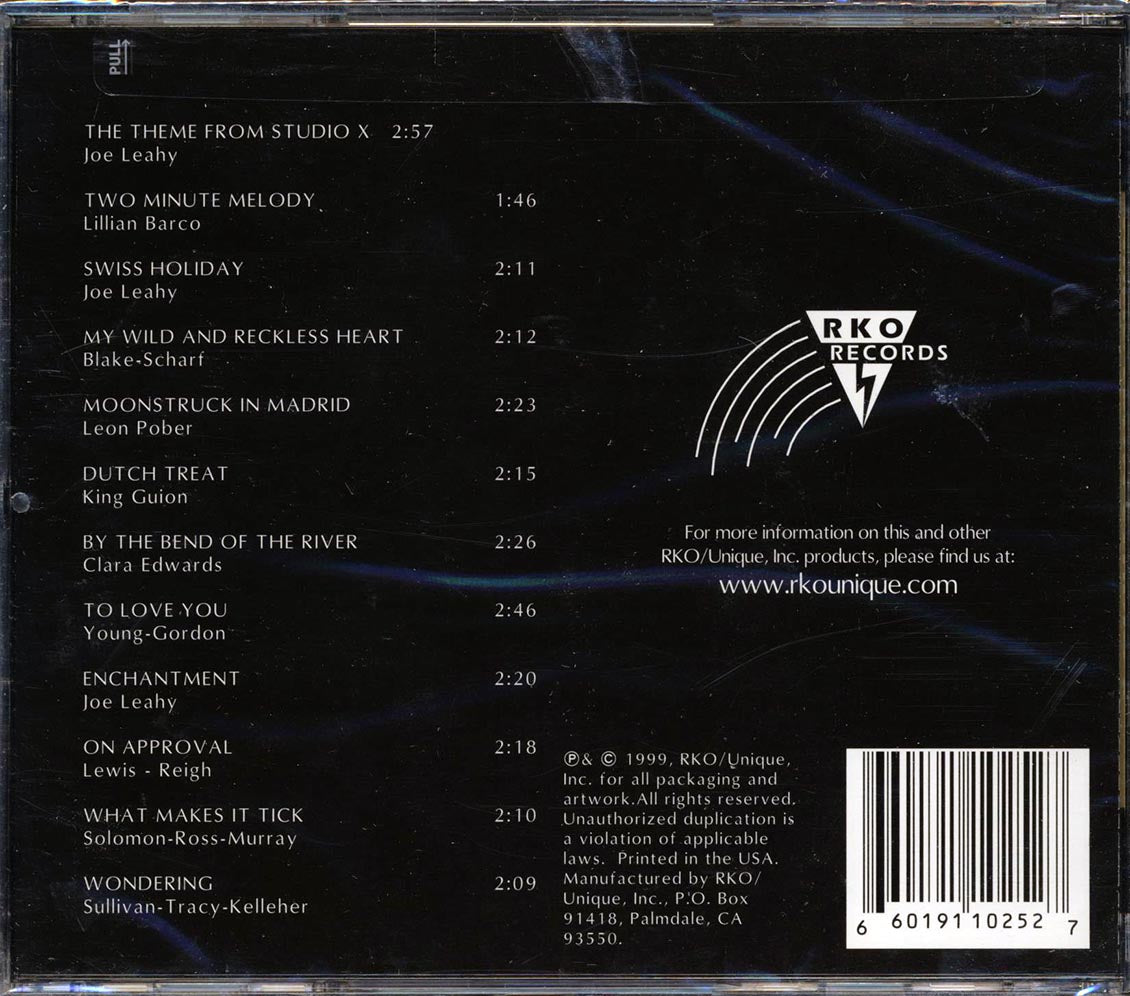 PULL
THE THEME FROM STUDIO X 2:57
Joe Leahy
TWO MINUTE MELODY 1:46
Lillian Barco
SWISS HOLIDAY 2:11
Joe Leahy
MY WILD AND RECKLESS HEART 2:12
Blake-Scharf
MOONSTRUCK IN MADRID 2:23
Leon Pober
DUTCH TREAT 2:15
King Guion
BY THE BEND OF THE RIVER 2:26
Clara Edwards
TO LOVE YOU 2:46
Young-Gordon
ENCHANTMENT 2:20
Joe Leahy
ON APPROVAL 2:18
Lewis - Reigh
WHAT MAKES IT TICK 2:10
Solomon-Ross-Murray
WONDERING 2:09
Sullivan-Tracy-Kelleher
RKO
RECORDS
For more information on this and other
RKO/Unique, Inc. products, please find us at:
www.rkounique.com
℗& © 1999, RKO/Unique,
Inc. for all packaging and
artwork.All rights reserved.
Unauthorized duplication is
a violation of applicable
laws. Printed in the USA.
Manufactured by RKO/
Unique, Inc., P.O. Box
91418, Palmdale, CA
93550.
6 60191 10252 7